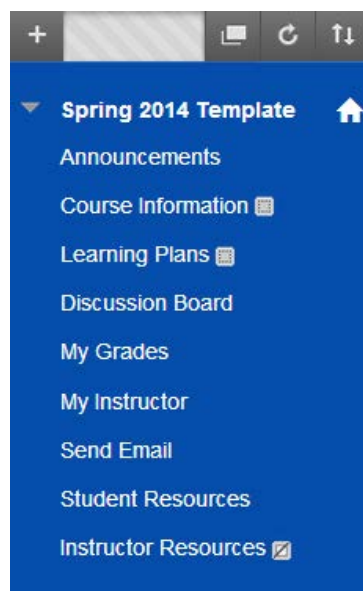 Spring 2014 Template
Announcements
Course Information
Learning Plans
Discussion Board
My Grades
My Instructor
Send Email
Student Resources
Instructor Resources